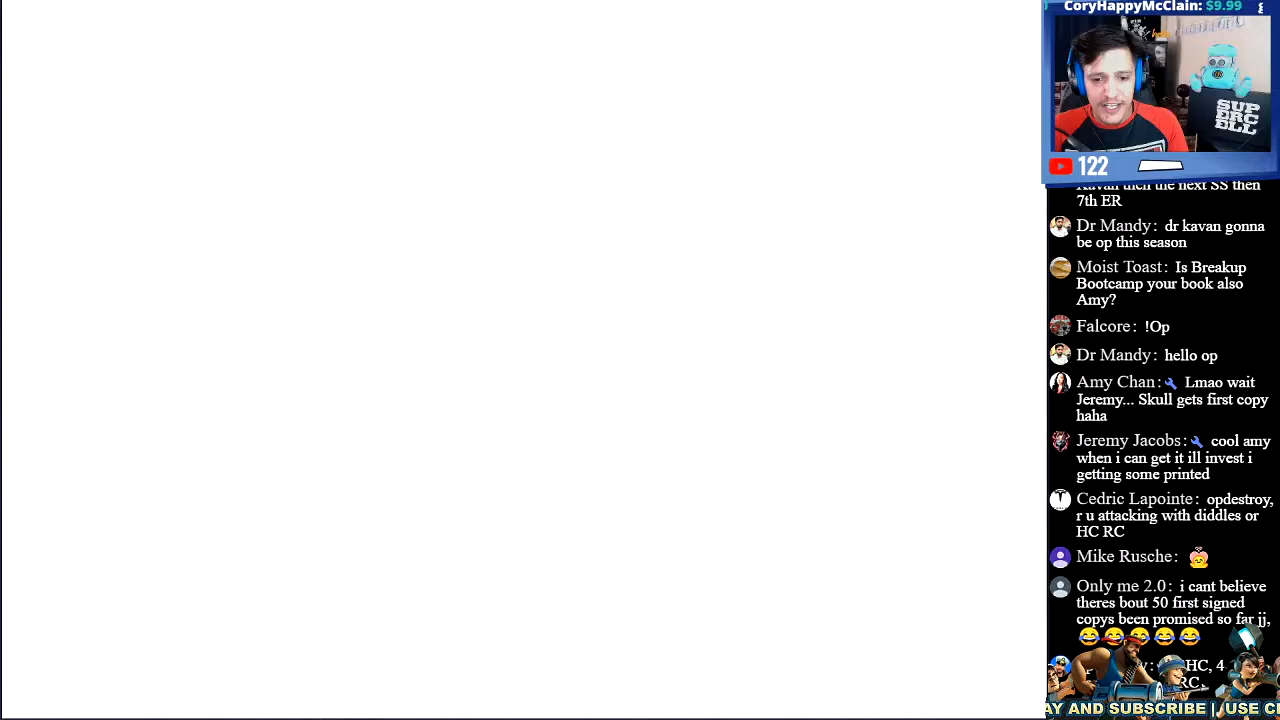 CoryHappyMcClain: $9.99
SUP
ERC
ELL
122
Kavan then the next SS then
7th ER
Dr Mandy: dr kavan gonna
be op this season
Moist Toast: Is Breakup
Bootcamp your book also
Amy?
Falcore: !Op
Dr Mandy: hello op
Amy Chan: Lmao wait
Jeremy... Skull gets first copy
haha
Jeremy Jacobs: cool amy
when i can get it ill invest i
getting some printed
Cedric Lapointe: opdestroy,
r u attacking with diddles or
HC RC
Mike Rusche:
Only me 2.0: i cant believe
theres bout 50 first signed
copys been promised so far jj,
HC, 4
RC
AY AND SUBSCRIBE | USE